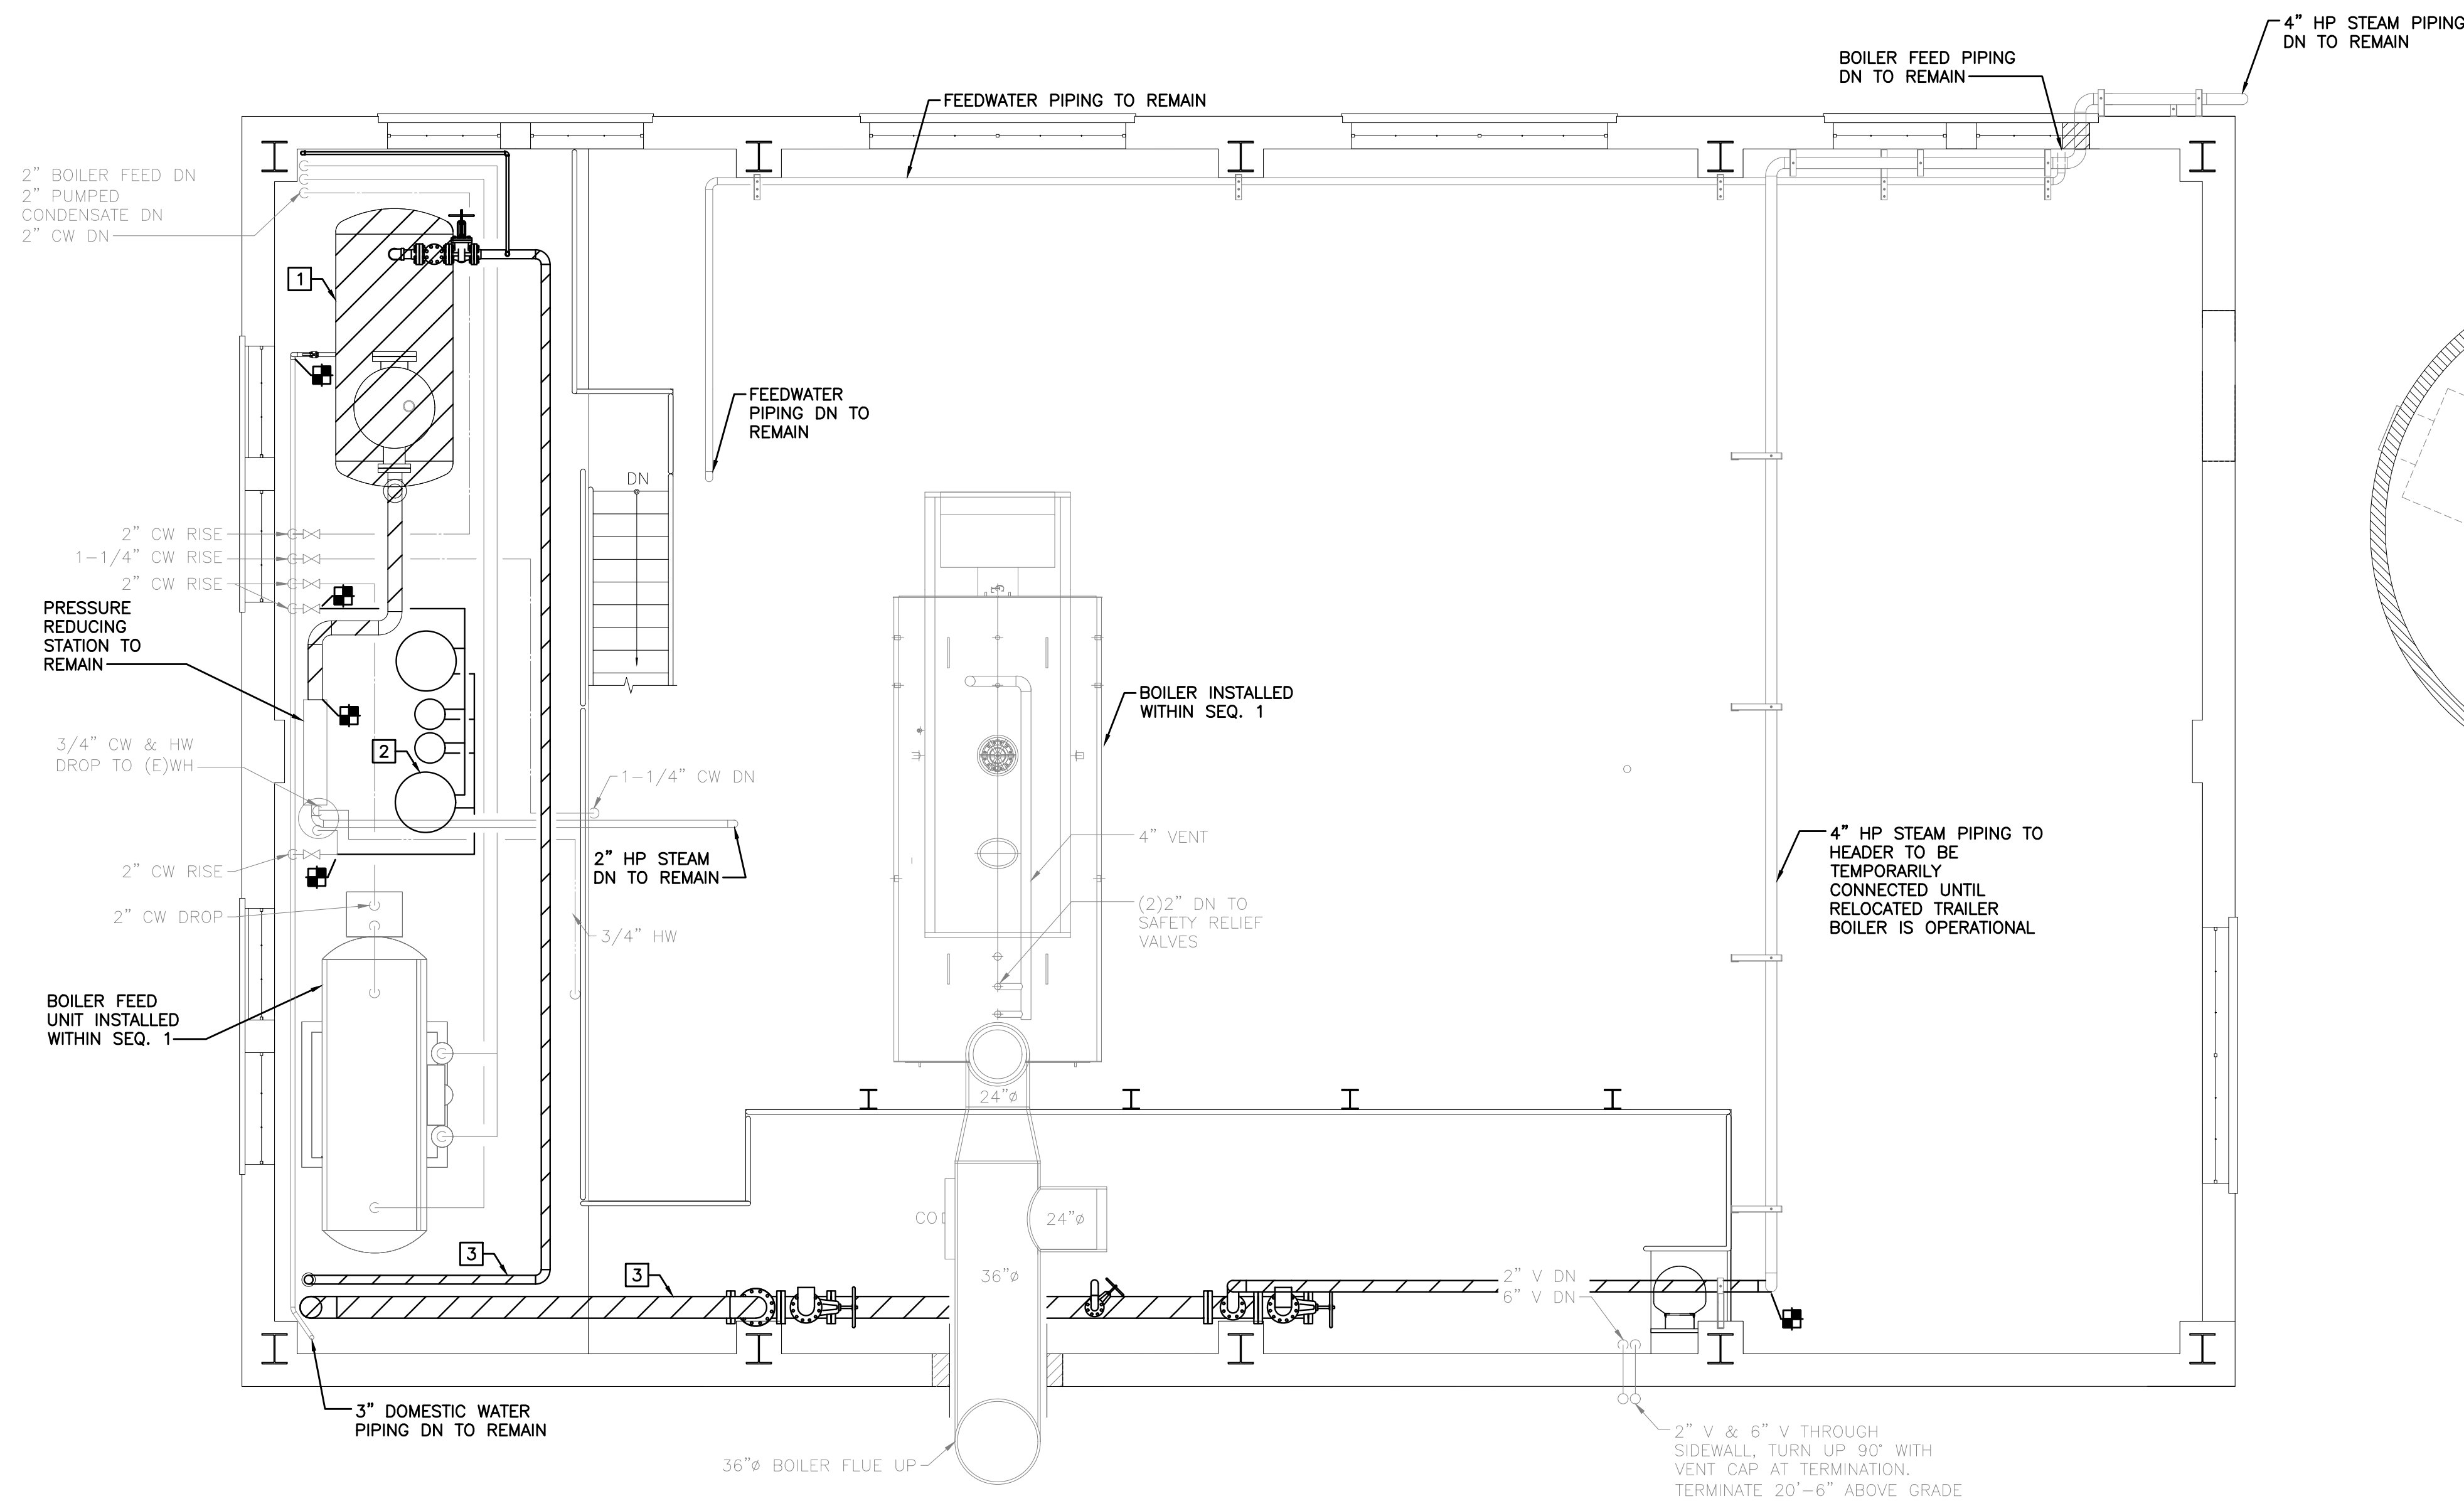 4" HP STEAM PIPING
DN TO REMAIN
BOILER FEED PIPING
DN TO REMAIN
FEEDWATER PIPING TO REMAIN
2" BOILER FEED DN
2" PUMPED
CONDENSATE DN
2" CW DN
1
FEEDWATER
PIPING DN TO
REMAIN
DN
2" CW RISE
1-1/4" CW RISE
2" CW RISE
PRESSURE
REDUCING
STATION TO
REMAIN
BOILER INSTALLED
WITHIN SEQ. 1
3/4" CW & HW
DROP TO (E)WH
2
1-1/4" CW DN
2" HP STEAM
DN TO REMAIN
4" VENT
4" HP STEAM PIPING TO
HEADER TO BE
TEMPORARILY
CONNECTED UNTIL
RELOCATED TRAILER
BOILER IS OPERATIONAL
2" CW RISE
2" CW DROP
3/4" HW
(2)2" DN TO
SAFETY RELIEF
VALVES
BOILER FEED
UNIT INSTALLED
WITHIN SEQ. 1
24"ø
CO
24"ø
3
3
36"ø
2" V DN
6" V DN
3" DOMESTIC WATER
PIPING DN TO REMAIN
36"ø BOILER FLUE UP
2" V & 6" V THROUGH
SIDEWALL, TURN UP 90° WITH
VENT CAP AT TERMINATION.
TERMINATE 20'-6" ABOVE GRADE